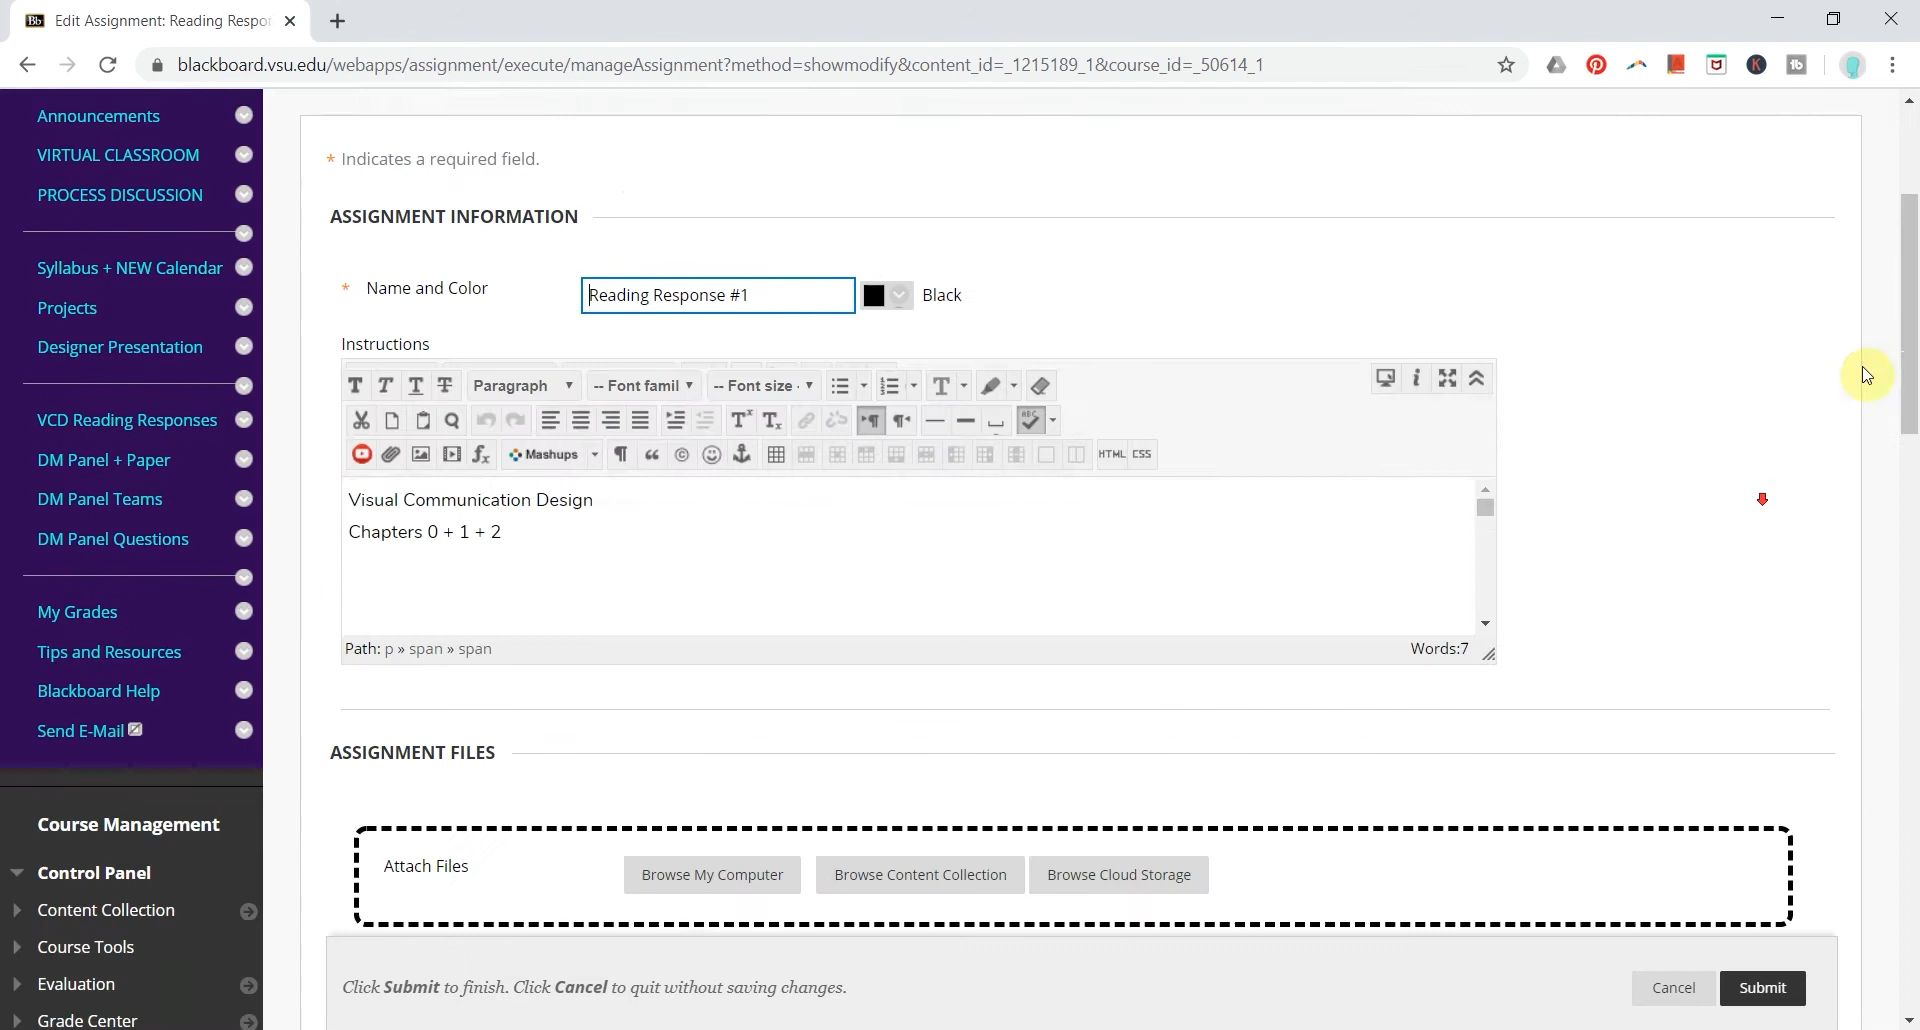 Edit Assignment: Reading Respo
blackboard.vsu.edu/webapps/assignment/execute/manageAssignment?method=showmodify&content_id=_1215189_1&course_id=_50614_1
Announcements
VIRTUAL CLASSROOM
PROCESS DISCUSSION
Syllabus + NEW Calendar
Projects
Designer Presentation
VCD Reading Responses
DM Panel + Paper
DM Panel Teams
DM Panel Questions
My Grades
Tips and Resources
Blackboard Help
Send E-Mail
Course Management
Control Panel
Content Collection
Course Tools
Evaluation
Grade Center
* Indicates a required field.
ASSIGNMENT INFORMATION
* Name and Color
Reading Response #1
Black
Instructions
T T T T Paragraph -- Font famil -- Font size - T
Mashups HTML CSS
Visual Communication Design
Chapters 0 + 1 + 2
Path: p » span » span
Words:7
ASSIGNMENT FILES
Attach Files
Browse My Computer
Browse Content Collection
Browse Cloud Storage
Click Submit to finish. Click Cancel to quit without saving changes.
Cancel
Submit